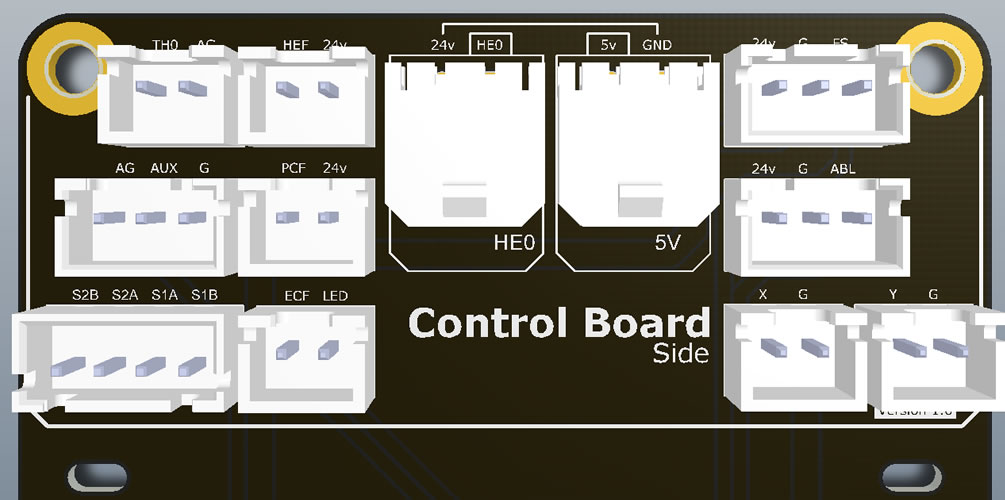 TH0 AG HEF 24v 24v HE0 5v GND 24v G FS
AG AUX G PCF 24v 24v G ABL
HE0 5V
S2B S2A S1A S1B ECF LED X G Y G
Control Board
Side
Version 1.0